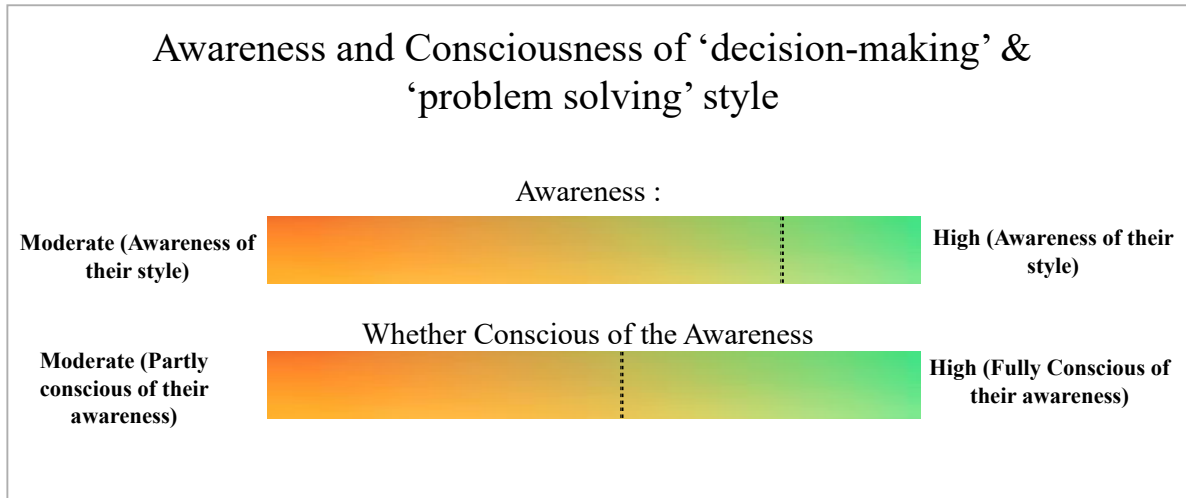 Awareness and Consciousness of ‘decision-making’ &
‘problem solving’ style
Awareness :
Moderate (Awareness of
their style)
High (Awareness of their
style)
Whether Conscious of the Awareness
Moderate (Partly
conscious of their
awareness)
High (Fully Conscious of
their awareness)